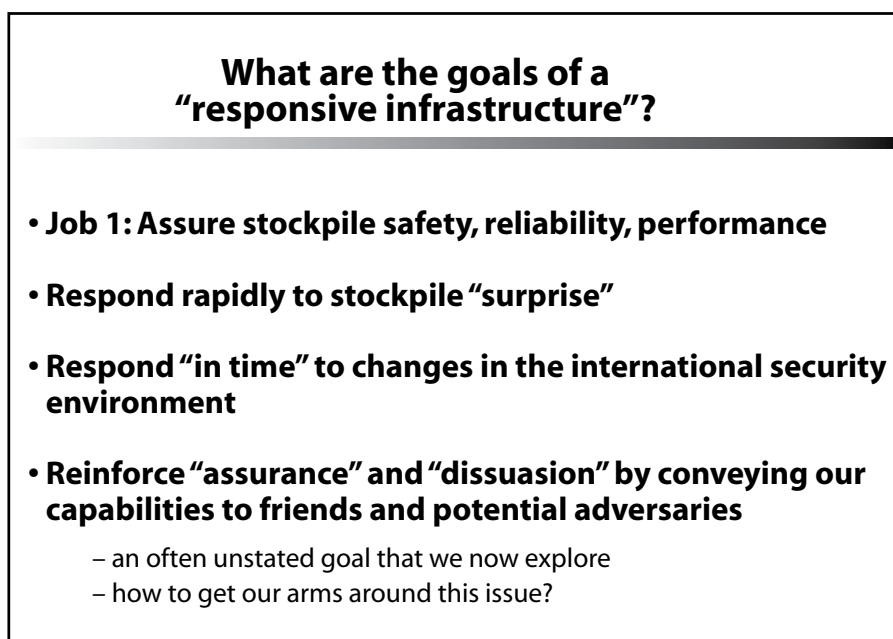 What are the goals of a
“responsive infrastructure”?
• Job 1: Assure stockpile safety, reliability, performance
• Respond rapidly to stockpile “surprise”
• Respond “in time” to changes in the international security
environment
• Reinforce “assurance” and “dissuasion” by conveying our
capabilities to friends and potential adversaries
– an often unstated goal that we now explore
– how to get our arms around this issue?